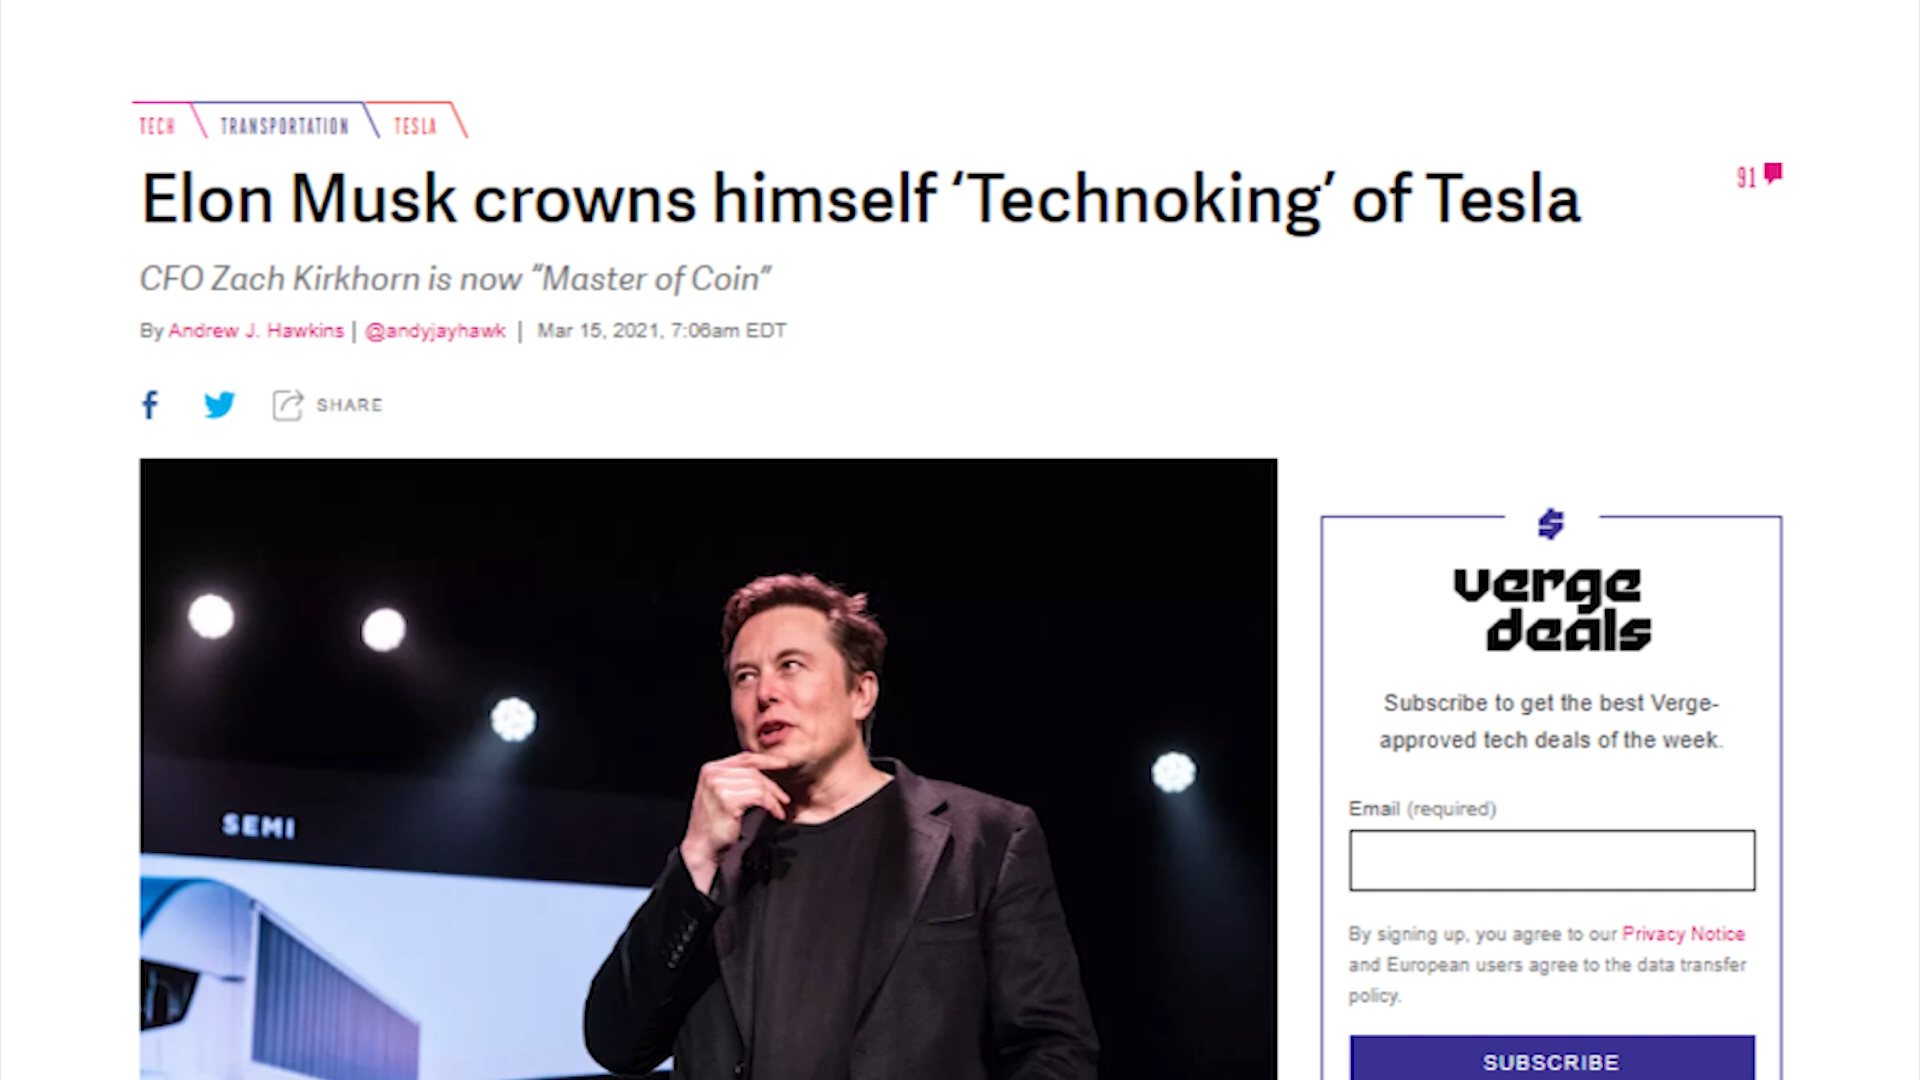 TECH TRANSPORTATION TESLA
Elon Musk crowns himself ‘Technoking’ of Tesla
91
CFO Zach Kirkhorn is now “Master of Coin”
By Andrew J. Hawkins | @andyjayhawk | Mar 15, 2021, 7:06am EDT
SHARE
SEMI
verge
deals
Subscribe to get the best Verge-
approved tech deals of the week.
Email (required)
By signing up, you agree to our Privacy Notice
and European users agree to the data transfer
policy.
SUBSCRIBE